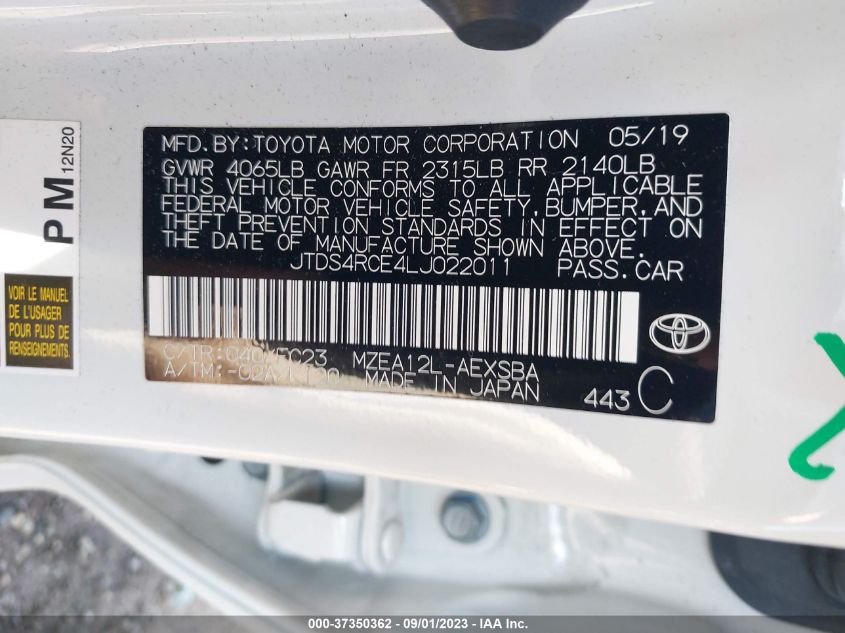 MFD.BY:TOYOTA MOTOR CORPORATION 05/19
GVWR 4065LB GAWR FR 2315LB RR 2140LB
THIS VEHICLE CONFORMS TO ALL APPLICABLE
FEDERAL MOTOR VEHICLE SAFETY,BUMPER,AND
THEFT PREVENTION STANDARDS IN EFFECT ON
THE DATE OF MANUFACTURE SHOWN ABOVE.
JTDS4RCE4LJ022011 PASS.CAR
C/TR: MZEA12L-AEXSBA
A/TM: MADE IN JAPAN
443 C
PM 12N20
VOIR LE MANUEL
DE L'USAGER
POUR PLUS DE
RENSEIGNEMENTS.
000-37350362 - 09/01/2023 - IAA Inc.